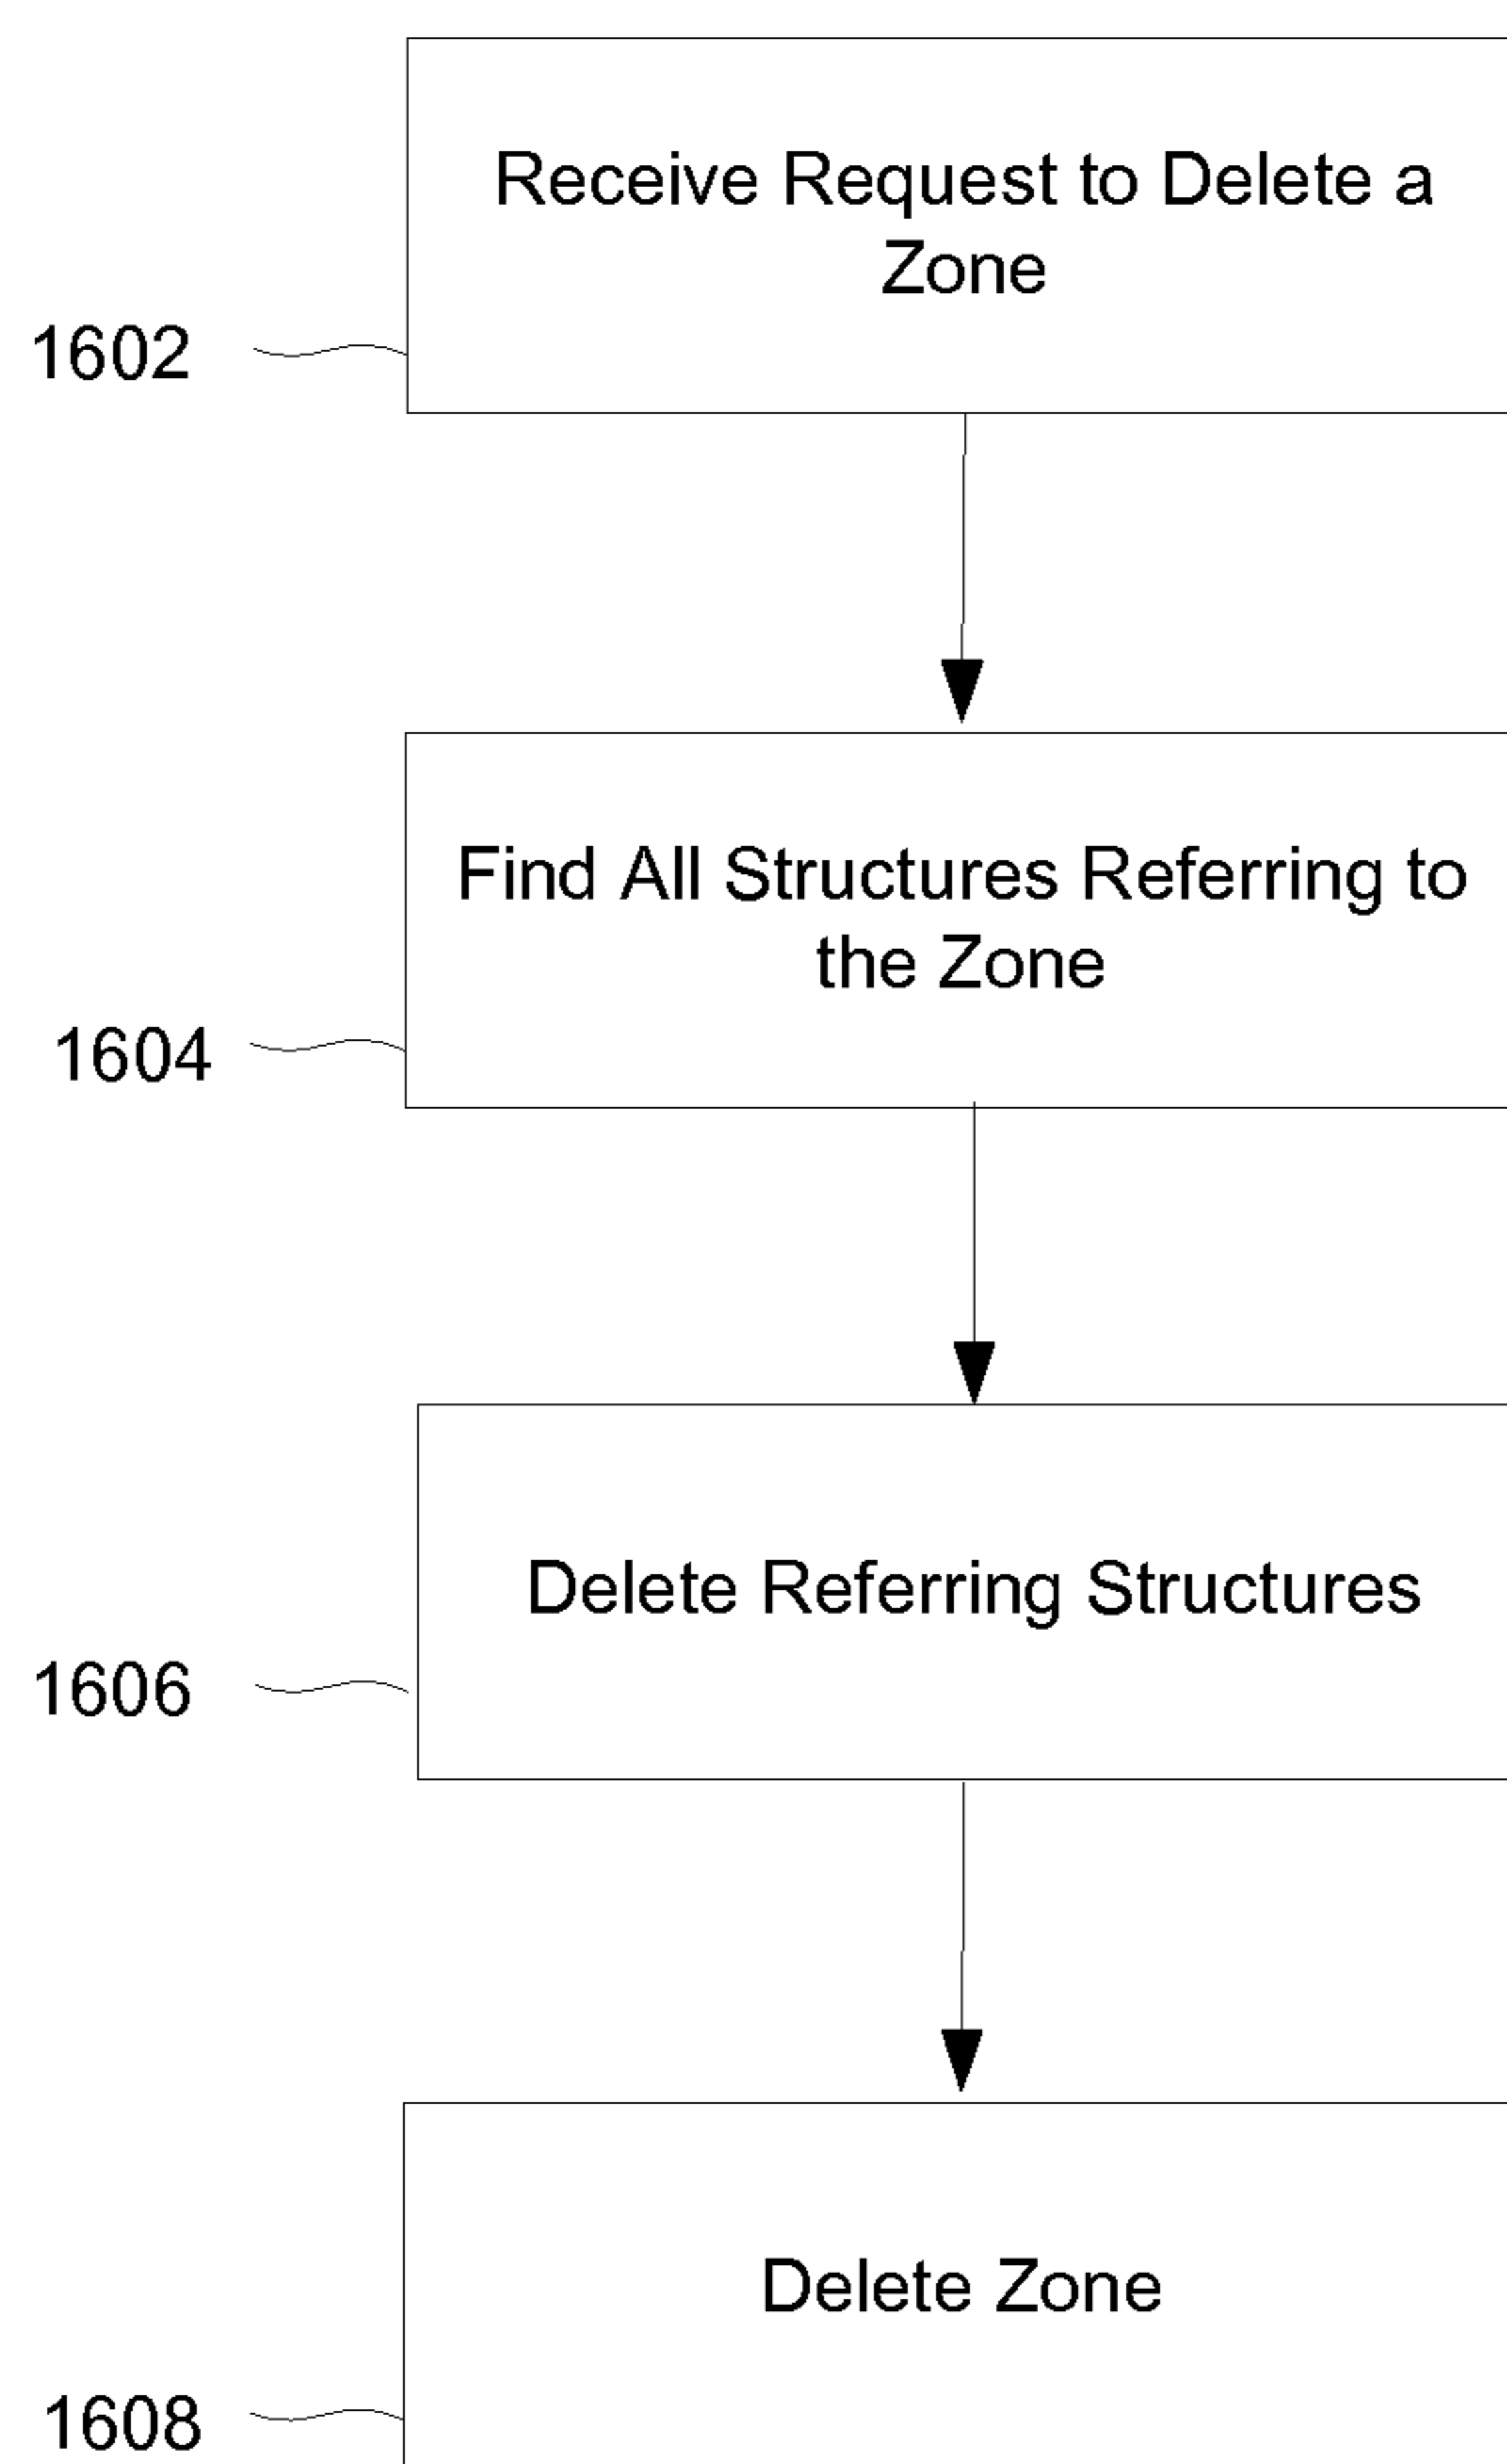 Receive Request to Delete a
Zone
1602
Find All Structures Referring to
the Zone
1604
Delete Referring Structures
1606
Delete Zone
1608